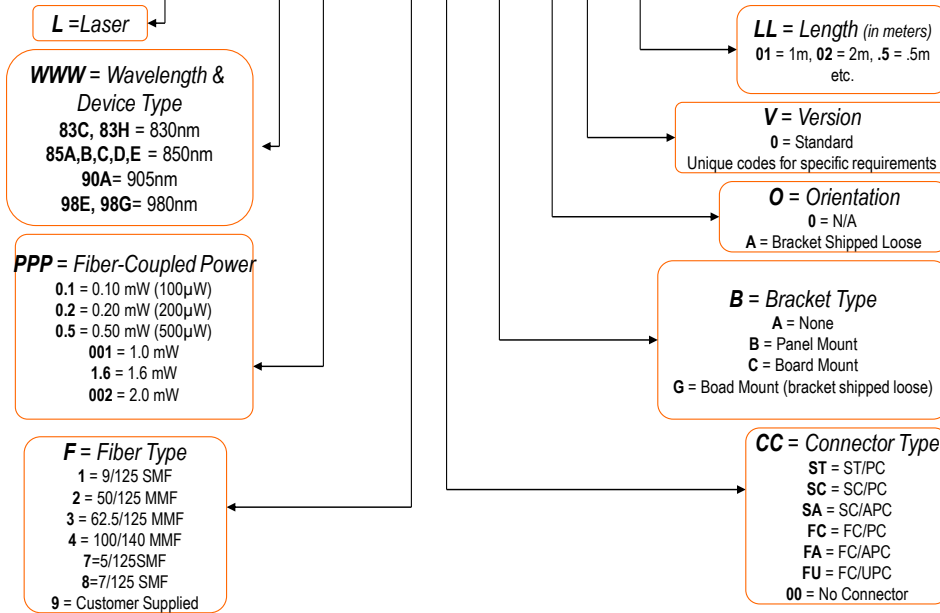 L =Laser
WWW = Wavelength &
Device Type
83C, 83H = 830nm
85A,B,C,D,E = 850nm
90A= 905nm
98E, 98G= 980nm
PPP = Fiber-Coupled Power
0.1 = 0.10 mW (100µW)
0.2 = 0.20 mW (200µW)
0.5 = 0.50 mW (500µW)
001 = 1.0 mW
1.6 = 1.6 mW
002 = 2.0 mW
F = Fiber Type
1 = 9/125 SMF
2 = 50/125 MMF
3 = 62.5/125 MMF
4 = 100/140 MMF
7=5/125SMF
8=7/125 SMF
9 = Customer Supplied
LL = Length (in meters)
01 = 1m, 02 = 2m, .5 = .5m
etc.
V = Version
0 = Standard
Unique codes for specific requirements
O = Orientation
0 = N/A
A = Bracket Shipped Loose
B = Bracket Type
A = None
B = Panel Mount
C = Board Mount
G = Boad Mount (bracket shipped loose)
CC = Connector Type
ST = ST/PC
SC = SC/PC
SA = SC/APC
FC = FC/PC
FA = FC/APC
FU = FC/UPC
00 = No Connector